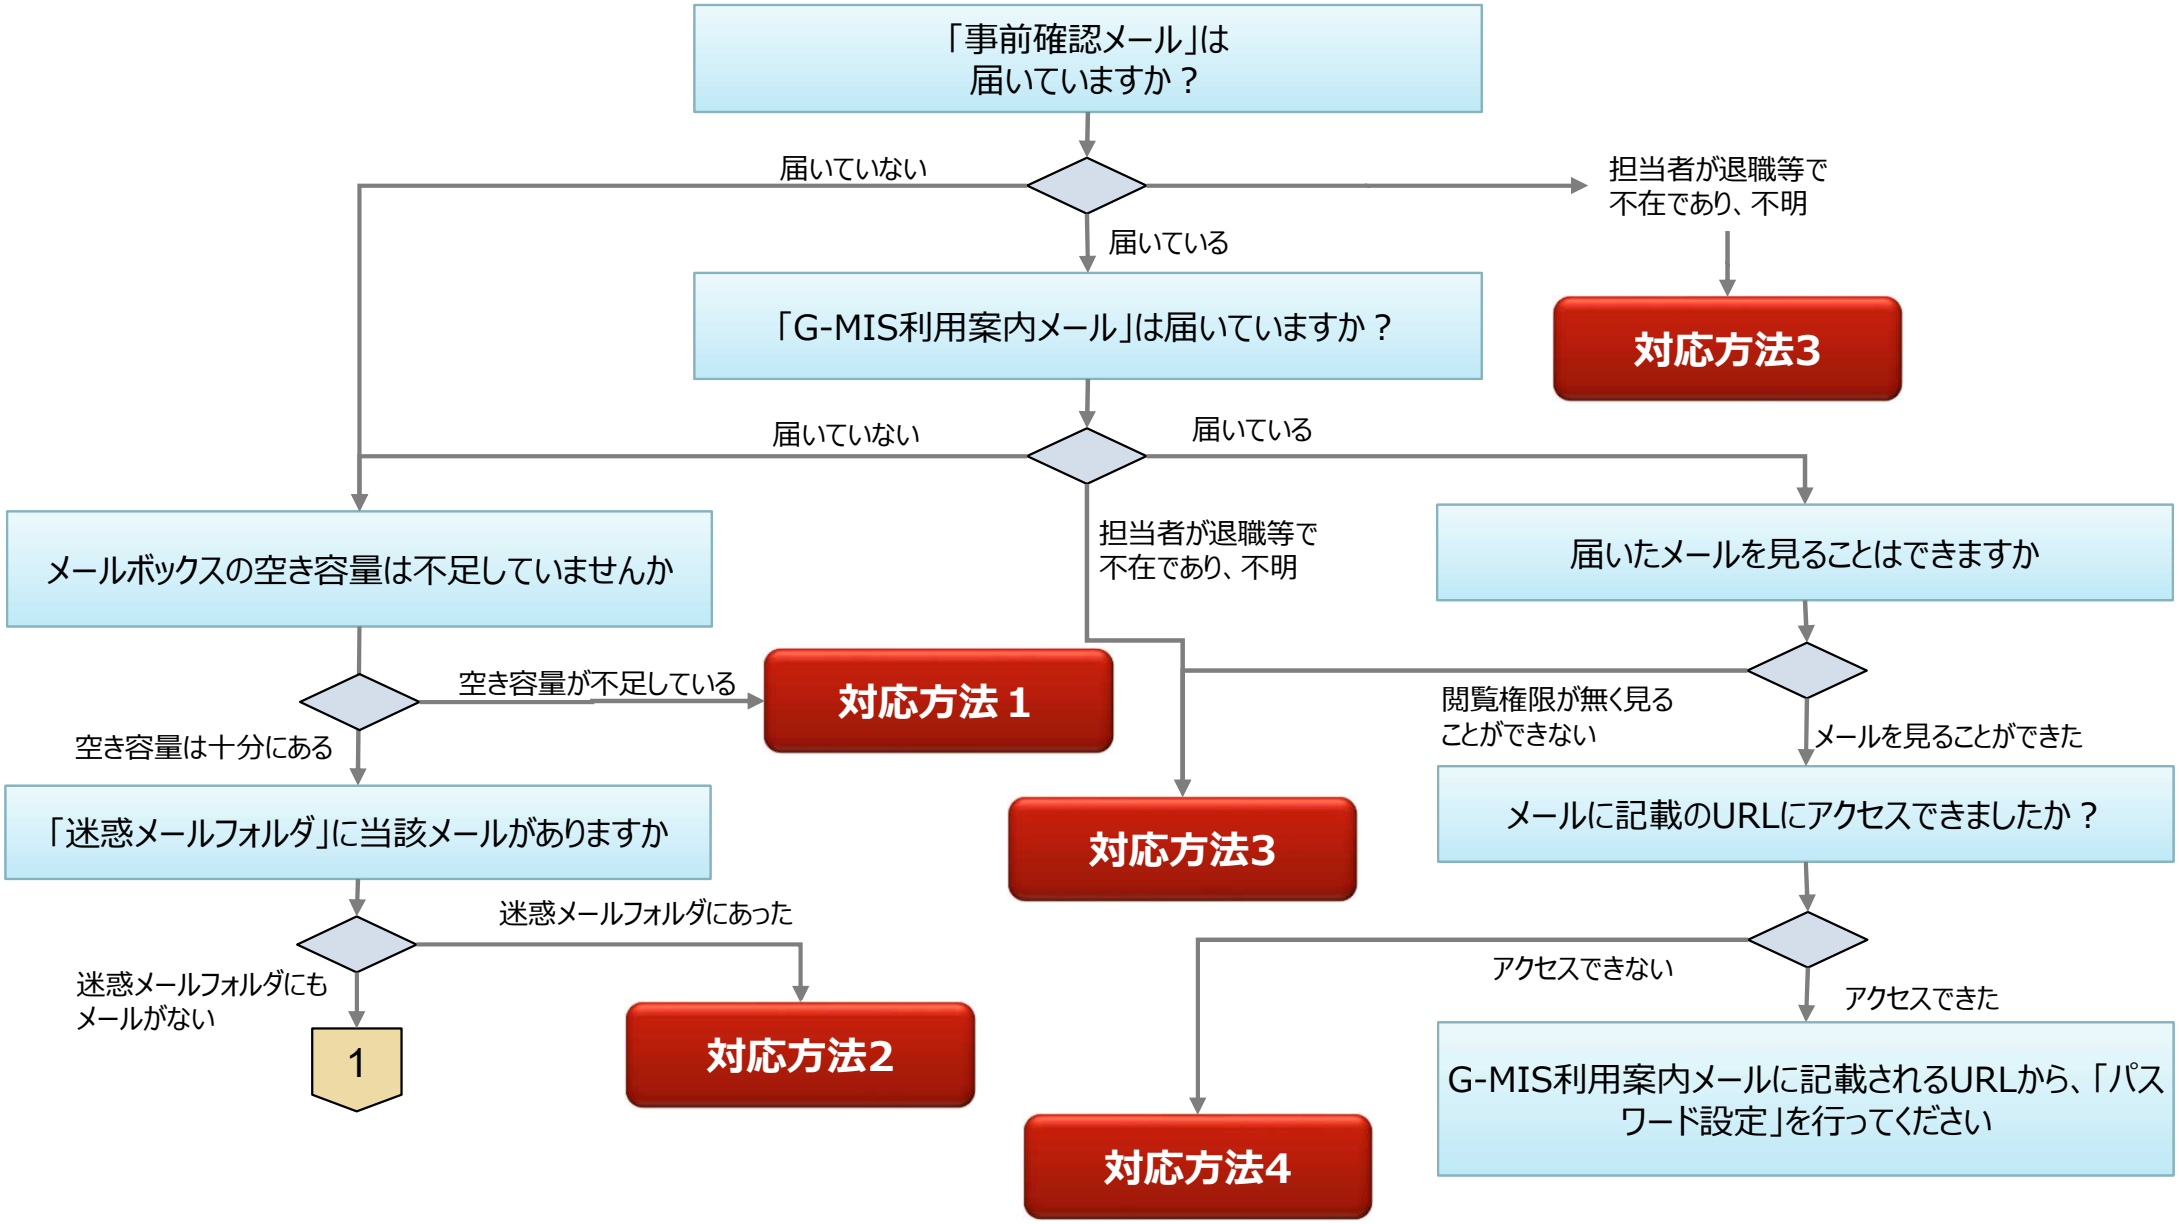 「事前確認メール」は
届いていますか？
届いていない
担当者が退職等で
不在であり、不明
届いている
「G-MIS利用案内メール」は届いていますか？
対応方法3
届いていない
届いている
担当者が退職等で
不在であり、不明
メールボックスの空き容量は不足していませんか
届いたメールを見ることはできますか
空き容量が不足している
対応方法１
閲覧権限が無く見る
ことができない
空き容量は十分にある
メールを見ることができた
「迷惑メールフォルダ」に当該メールがありますか
対応方法3
メールに記載のURLにアクセスできましたか？
迷惑メールフォルダにあった
迷惑メールフォルダにも
メールがない
アクセスできない
アクセスできた
1
対応方法2
G-MIS利用案内メールに記載されるURLから、「パス
ワード設定」を行ってください
対応方法4